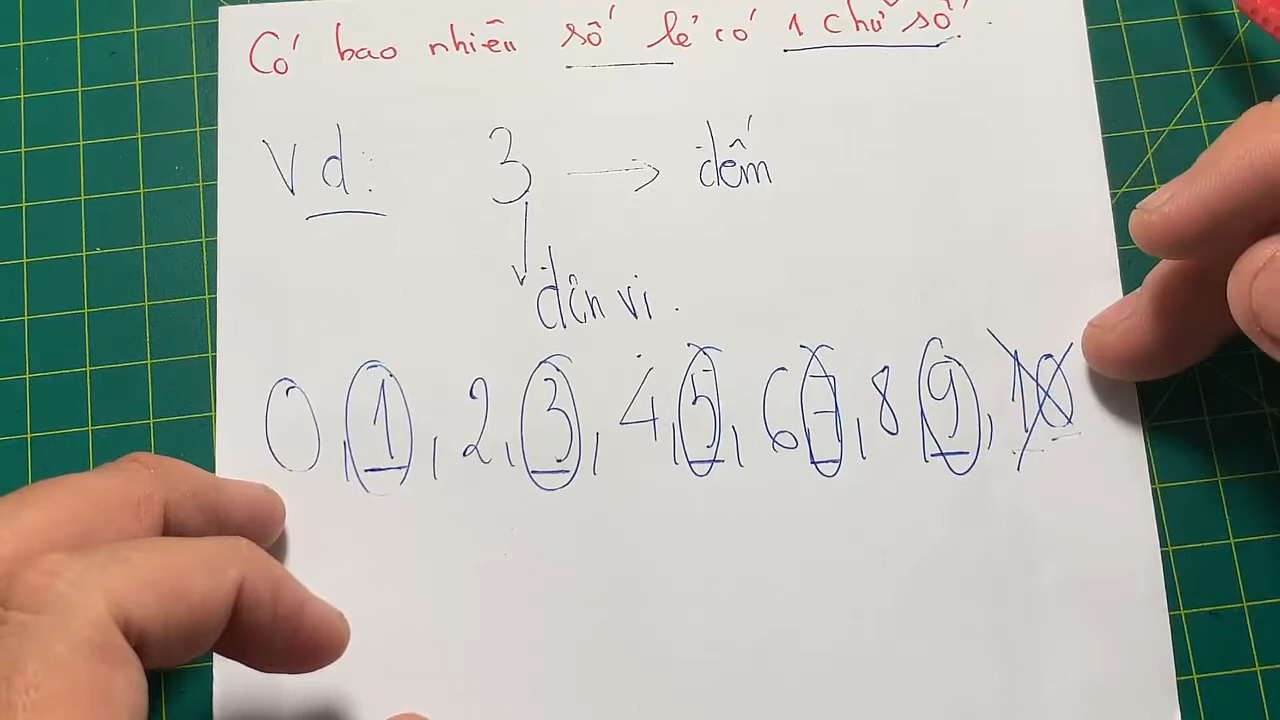 Có bao nhiêu số lẻ có 1 chữ số?
Vd: 3 → đếm
đơn vị.
0, 1, 2, 3, 4, 5, 6, 7, 8, 9, 10